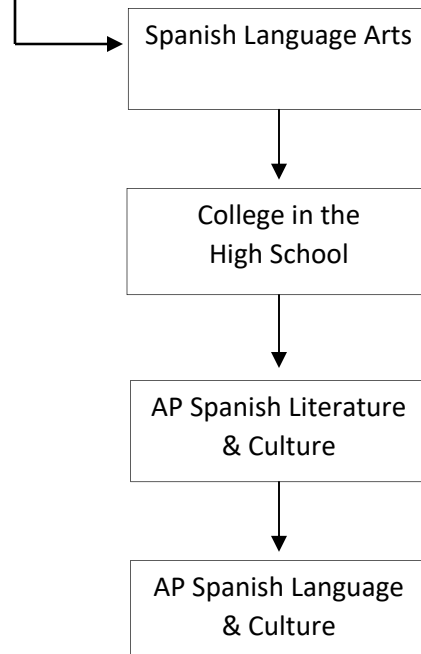 Spanish Language Arts
College in the
High School
AP Spanish Literature
& Culture
AP Spanish Language
& Culture